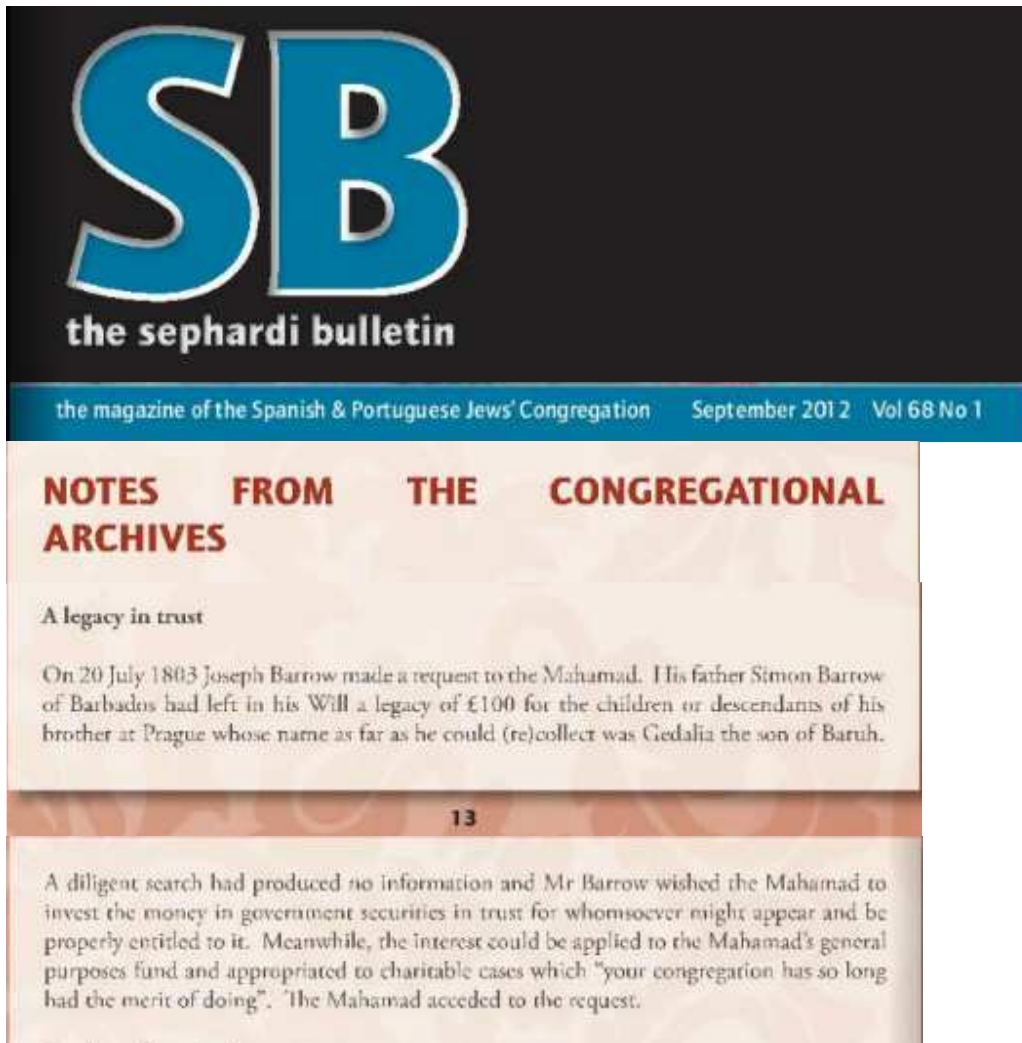 SB
the sephardi bulletin
the magazine of the Spanish & Portuguese Jews' Congregation September 2012 Vol 68 No 1
NOTES FROM THE CONGREGATIONAL
ARCHIVES
A legacy in trust
On 20 July 1803 Joseph Barrow made a request to the Mahamad. His father Simon Barrow
of Barbados had left in his Will a legacy of £100 for the children or descendants of his
brother at Prague whose name as far as he could (re)collect was Gedalia the son of Baruh.
13
A diligent search had produced no information and Mr Barrow wished the Mahamad to
invest the money in government securities in trust for whomsoever might appear and be
properly entitled to it. Meanwhile, the interest could be applied to the Mahamad's general
purposes fund and appropriated to charitable cases which "your congregation has so long
had the merit of doing". The Mahamad acceded to the request.